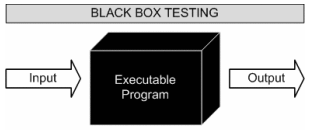 BLACK BOX TESTING
Input
Executable
Program
Output